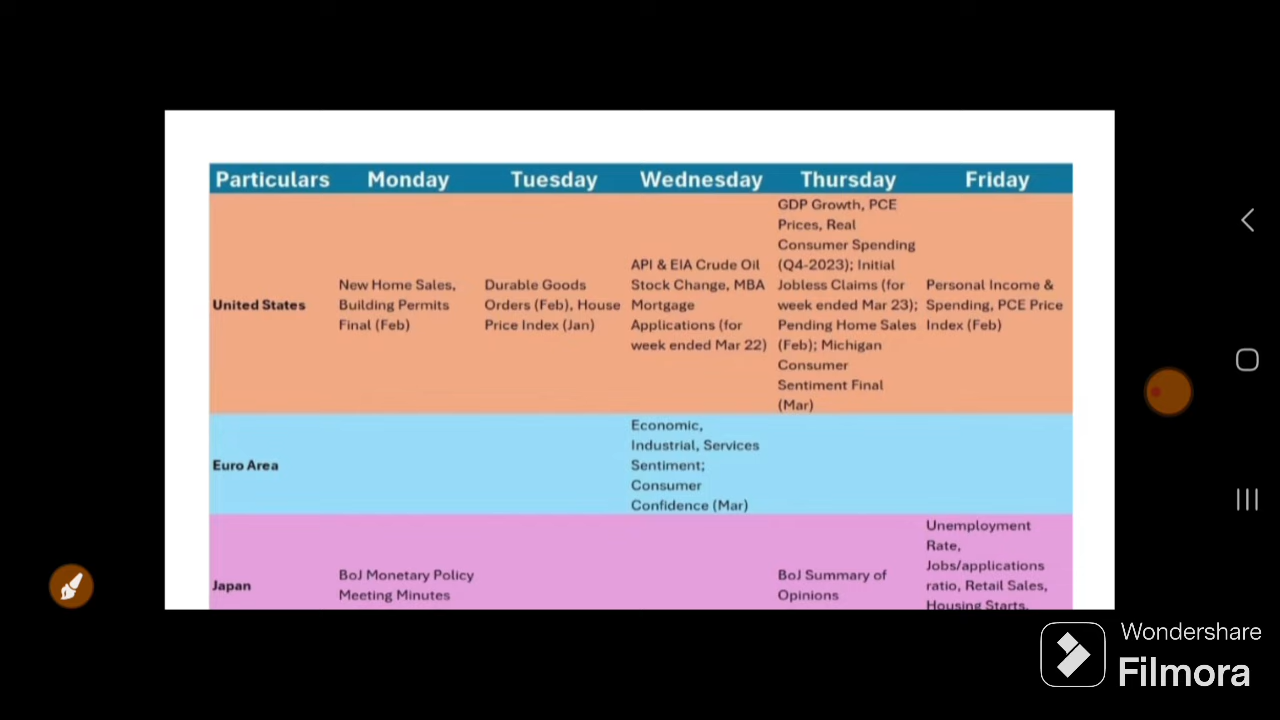 Particulars Monday Tuesday Wednesday Thursday Friday
United States
New Home Sales,
Building Permits
Final (Feb)
Durable Goods
Orders (Feb), House
Price Index (Jan)
API & EIA Crude Oil
Stock Change, MBA
Mortgage
Applications (for
week ended Mar 22)
GDP Growth, PCE
Prices, Real
Consumer Spending
(Q4-2023); Initial
Jobless Claims (for
week ended Mar 23);
Pending Home Sales
(Feb); Michigan
Consumer
Sentiment Final
(Mar)
Personal Income &
Spending, PCE Price
Index (Feb)
Euro Area
Economic,
Industrial, Services
Sentiment;
Consumer
Confidence (Mar)
Japan
BoJ Monetary Policy
Meeting Minutes
BoJ Summary of
Opinions
Unemployment
Rate,
Jobs/applications
ratio, Retail Sales,
Housing Starts,
Wondershare
Filmora